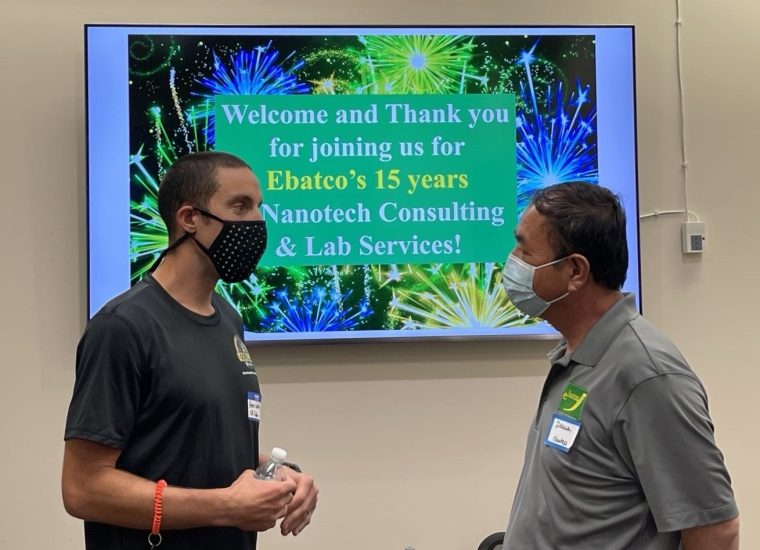 Welcome and Thank you
for joining us for
Ebatco's 15 years
Nanotech Consulting
& Lab Services!